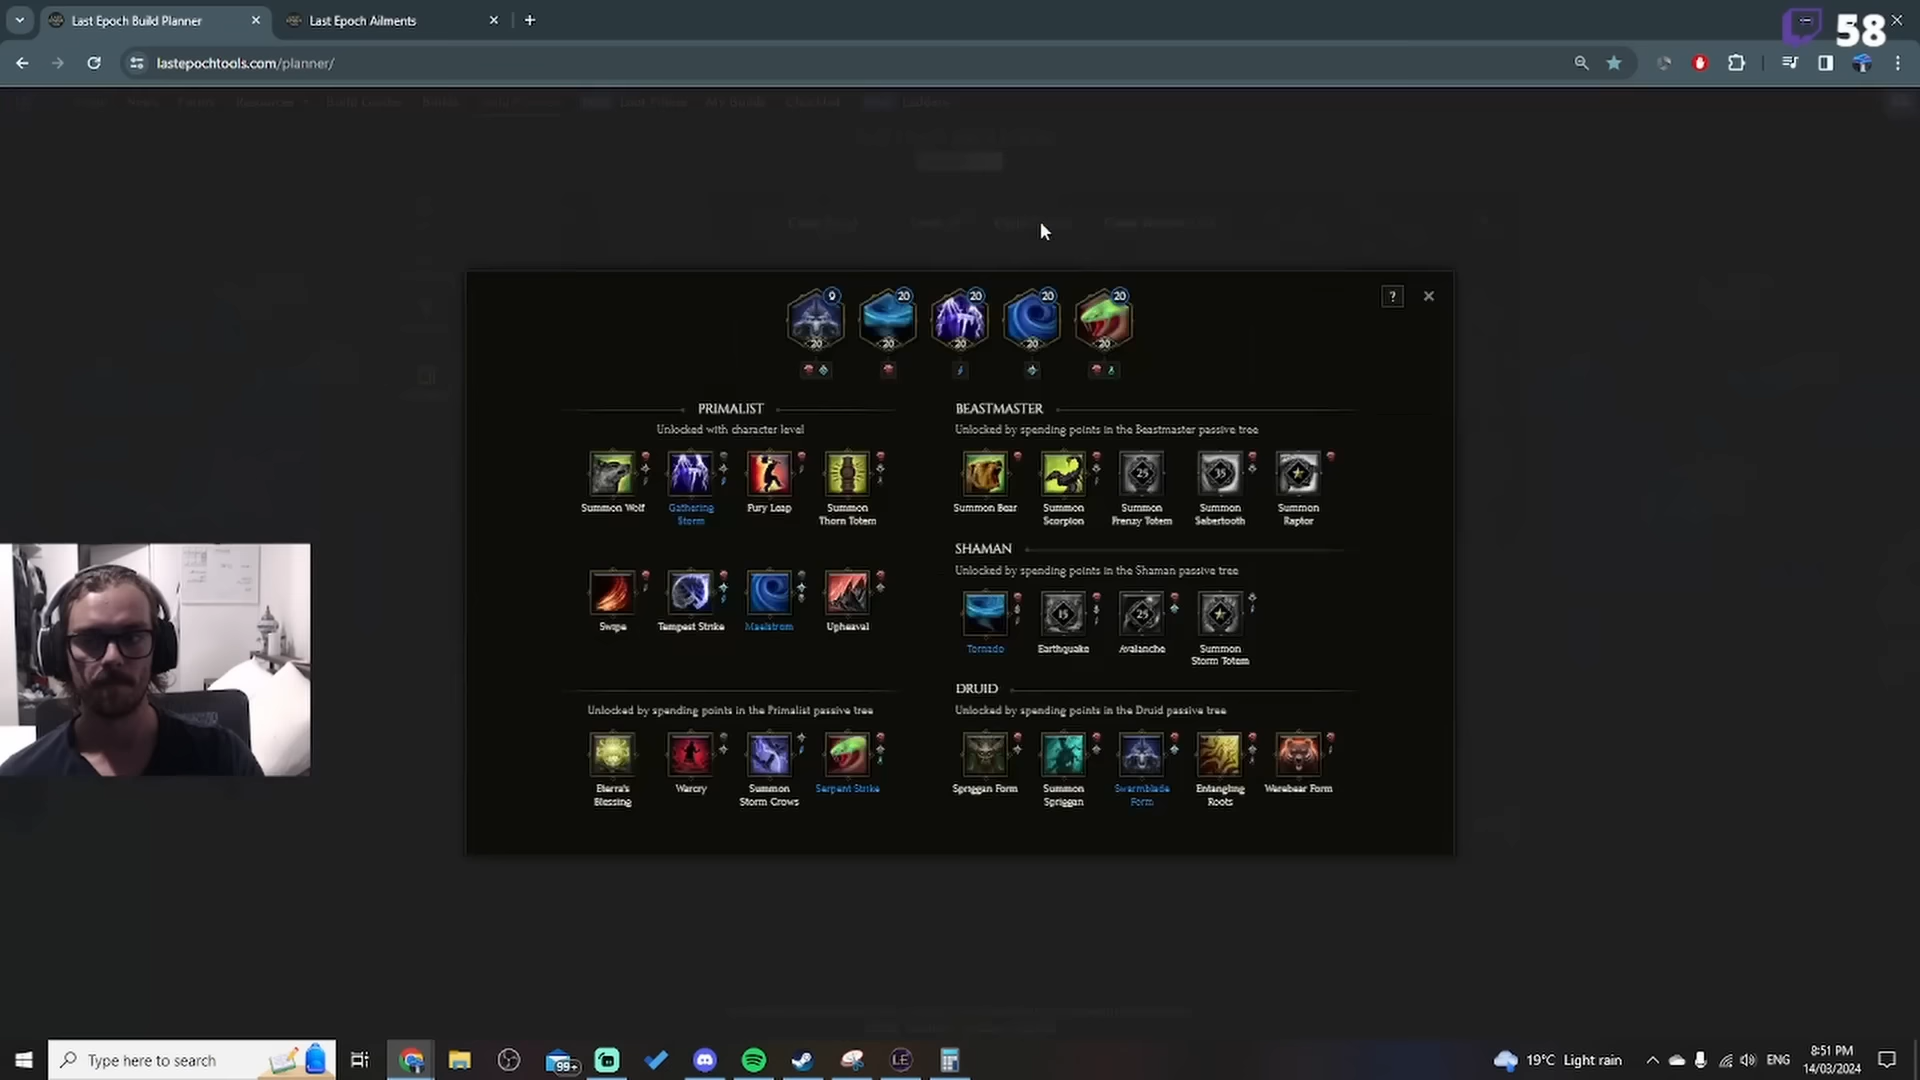 Last Epoch Build Planner
Last Epoch Ailments
58
lastepochtools.com/planner/
9 20 20 20 20
20 20 20 20 20
?
PRIMALIST
Unlocked with character level
Summon Wolf
Gathering Storm
Fury Leap
Summon Thorn Totem
Swipe
Tempest Strike
Maelstrom
Upheaval
Unlocked by spending points in the Primalist passive tree
Eterra's Blessing
Warcry
Summon Storm Crows
Serpent Strike
BEASTMASTER
Unlocked by spending points in the Beastmaster passive tree
25
35
Summon Bear
Summon Scorpion
Summon Frenzy Totem
Summon Sabertooth
Summon Raptor
SHAMAN
Unlocked by spending points in the Shaman passive tree
15
25
Tornado
Earthquake
Avalanche
Summon Storm Totem
DRUID
Unlocked by spending points in the Druid passive tree
Spriggan Form
Summon Spriggan
Swarmblade Form
Entangling Roots
Werebear Form
Type here to search
99+
LE
19°C Light rain
ENG
8:51 PM
14/03/2024